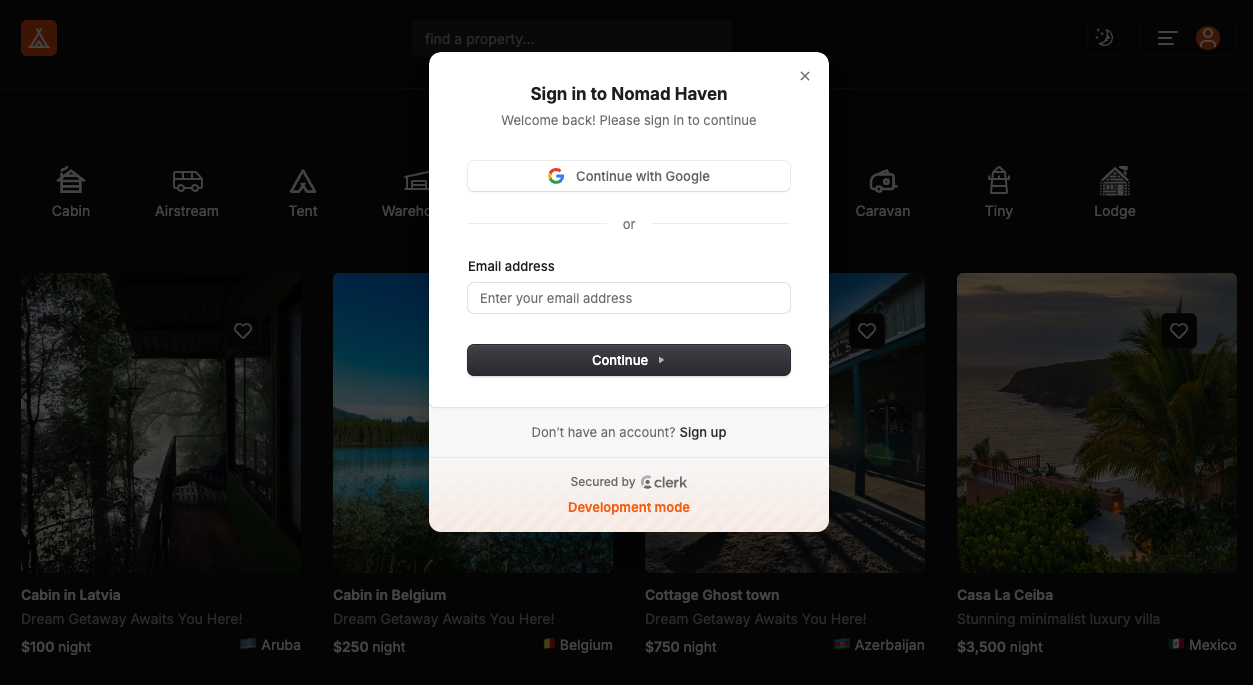 find a property...
Sign in to Nomad Haven
Welcome back! Please sign in to continue
Continue with Google
or
Email address
Enter your email address
Continue
Don’t have an account? Sign up
Secured by clerk
Development mode
Cabin
Airstream
Tent
Wareho
Caravan
Tiny
Lodge
Cabin in Latvia
Dream Getaway Awaits You Here!
$100 night
Aruba
Cabin in Belgium
Dream Getaway Awaits You Here!
$250 night
Belgium
Cottage Ghost town
Dream Getaway Awaits You Here!
$750 night
Azerbaijan
Casa La Ceiba
Stunning minimalist luxury villa
$3,500 night
Mexico